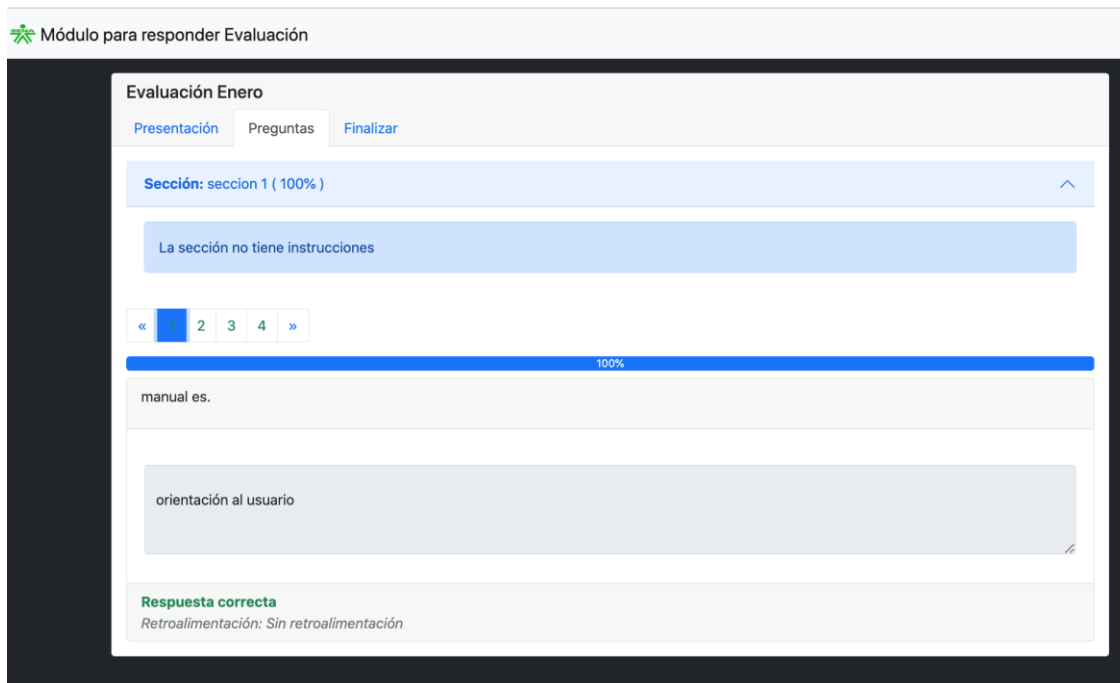 SENA
Módulo para responder Evaluación
Evaluación Enero
Presentación Preguntas Finalizar
Sección: seccion 1 ( 100% )
La sección no tiene instrucciones
« 1 2 3 4 »
100%
manual es.
orientación al usuario
Respuesta correcta
Retroalimentación: Sin retroalimentación